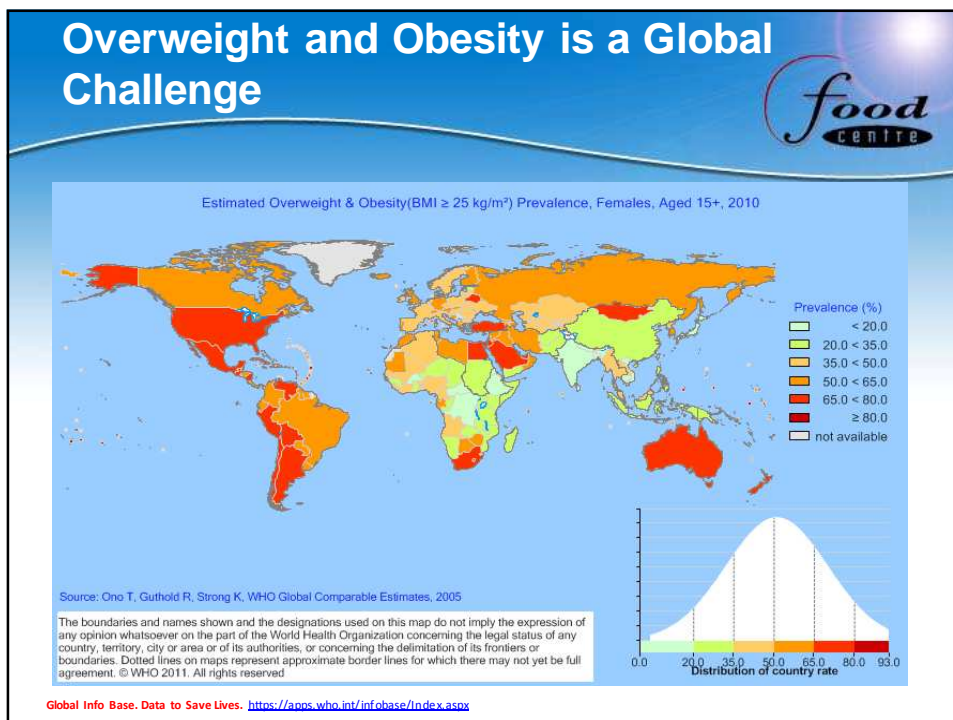 Overweight and Obesity is a Global
Challenge
food
centre
Estimated Overweight & Obesity(BMI ≥ 25 kg/m²) Prevalence, Females, Aged 15+, 2010
Prevalence (%)
< 20.0
20.0 < 35.0
35.0 < 50.0
50.0 < 65.0
65.0 < 80.0
≥ 80.0
not available
Source: Ono T, Guthold R, Strong K, WHO Global Comparable Estimates, 2005
The boundaries and names shown and the designations used on this map do not imply the expression of
any opinion whatsoever on the part of the World Health Organization concerning the legal status of any
country, territory, city or area or of its authorities, or concerning the delimitation of its frontiers or
boundaries. Dotted lines on maps represent approximate border lines for which there may not yet be full
agreement. © WHO 2011. All rights reserved
0.0 20.0 35.0 50.0 65.0 80.0 93.0
Distribution of country rate
Global Info Base. Data to Save Lives. https://apps.who.int/infobase/Index.aspx